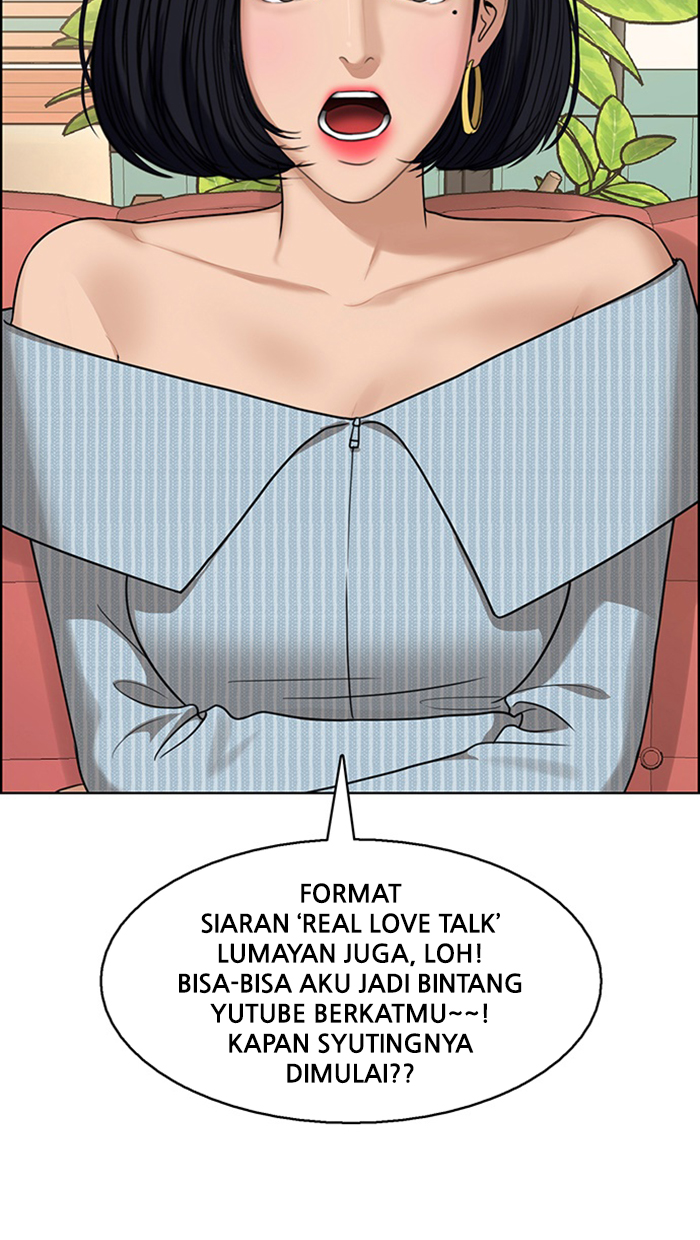 FORMAT
SIARAN ‘REAL LOVE TALK’
LUMAYAN JUGA, LOH!
BISA-BISA AKU JADI BINTANG
YUTUBE BERKATMU~~!
KAPAN SYUTINGNYA
DIMULAI??